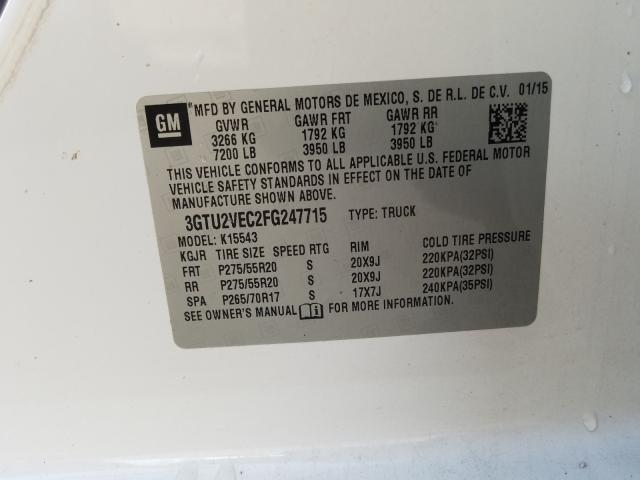 GM
MFD BY GENERAL MOTORS DE MEXICO, S. DE R.L. DE C.V. 01/15
GVWR GAWR FRT GAWR RR
3266 KG 1792 KG 1792 KG
7200 LB 3950 LB 3950 LB
THIS VEHICLE CONFORMS TO ALL APPLICABLE U.S. FEDERAL MOTOR
VEHICLE SAFETY STANDARDS IN EFFECT ON THE DATE OF
MANUFACTURE SHOWN ABOVE.
3GTU2VEC2FG247715 TYPE: TRUCK
MODEL: K15543
KGJR TIRE SIZE SPEED RTG RIM COLD TIRE PRESSURE
FRT P275/55R20 S 20X9J 220KPA(32PSI)
RR P275/55R20 S 20X9J 220KPA(32PSI)
SPA P265/70R17 S 17X7J 240KPA(35PSI)
SEE OWNER'S MANUAL FOR MORE INFORMATION.